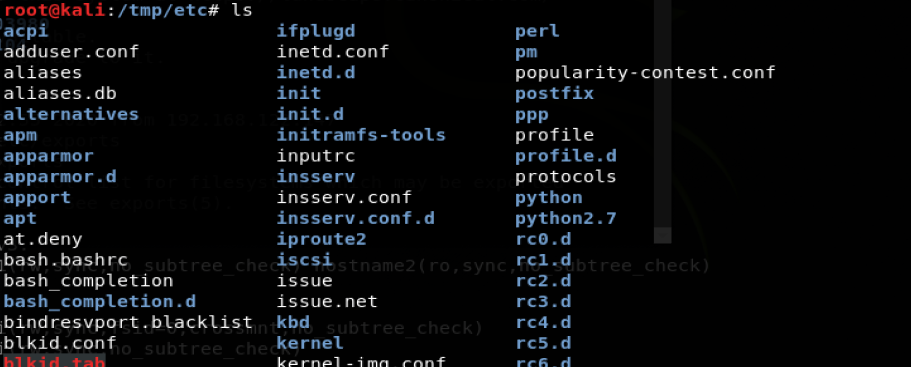 root@kali:/tmp/etc# ls
acpi ifplugd perl
adduser.conf inetd.conf pm
aliases inetd.d popularity-contest.conf
aliases.db init postfix
alternatives init.d ppp
apm initramfs-tools profile
apparmor inputrc profile.d
apparmor.d insserv protocols
apport insserv.conf python
apt insserv.conf.d python2.7
at.deny iproute2 rc0.d
bash.bashrc iscsi rc1.d
bash_completion issue rc2.d
bash_completion.d issue.net rc3.d
bindresvport.blacklist kbd rc4.d
blkid.conf kernel rc5.d
blkid.tab kernel-img.conf rc6.d